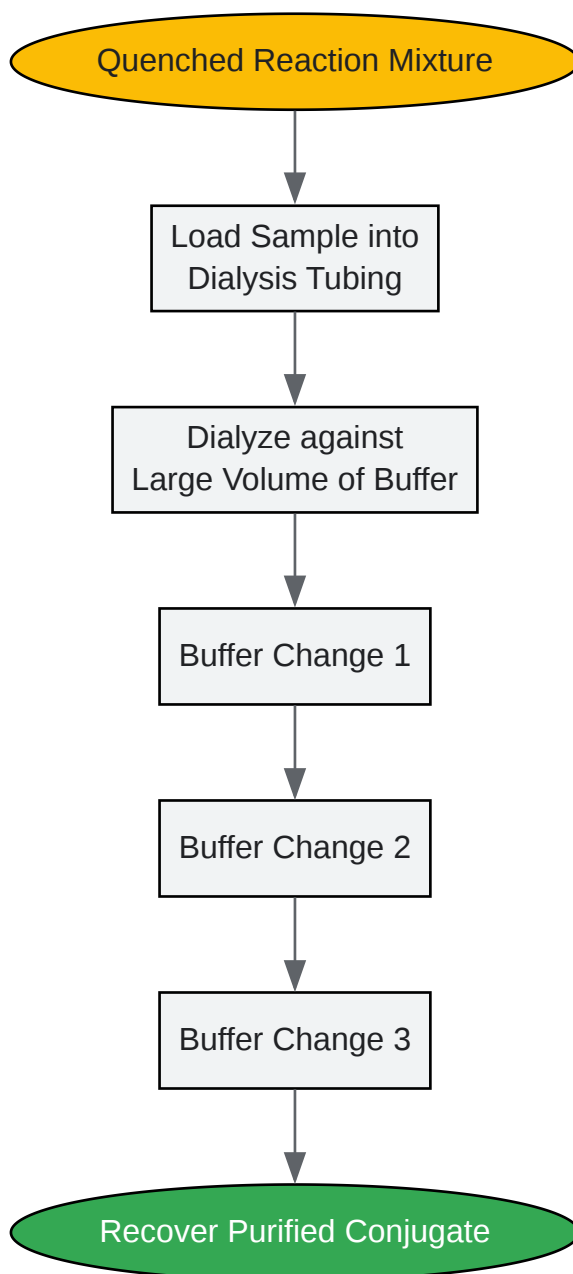 Quenched Reaction Mixture
Load Sample into
Dialysis Tubing
Dialyze against
Large Volume of Buffer
Buffer Change 1
Buffer Change 2
Buffer Change 3
Recover Purified Conjugate